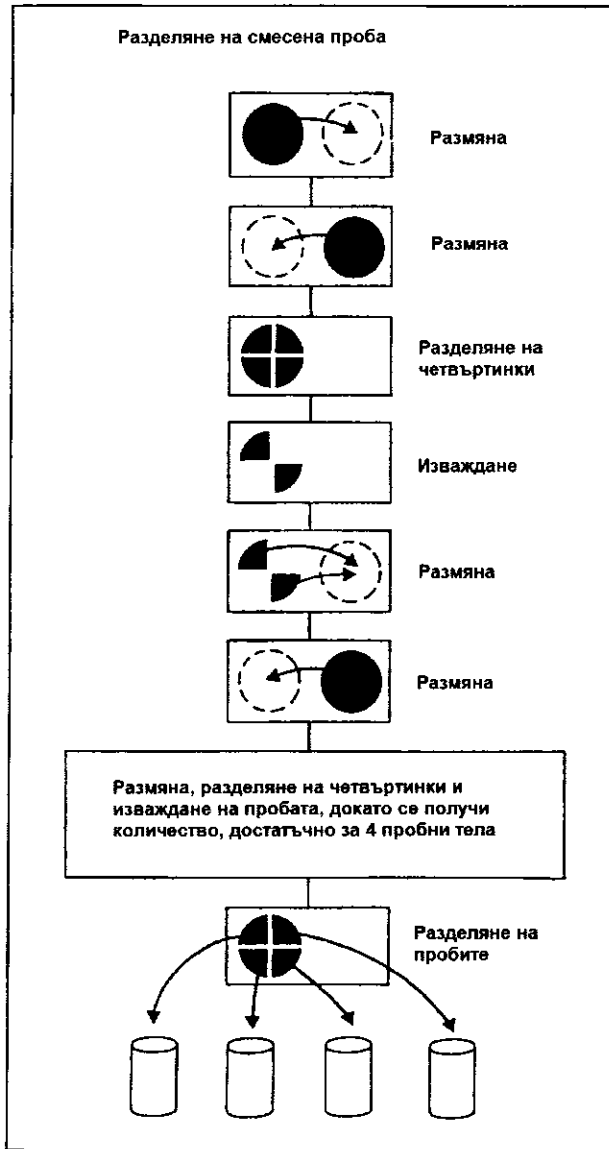 Разделяне на смесена проба
Размяна
Размяна
Разделяне на
четвъртинки
Изваждане
Размяна
Размяна
Размяна, разделяне на четвъртинки и
изваждане на пробата, докато се получи
количество, достатъчно за 4 пробни тела
Разделяне на
пробите